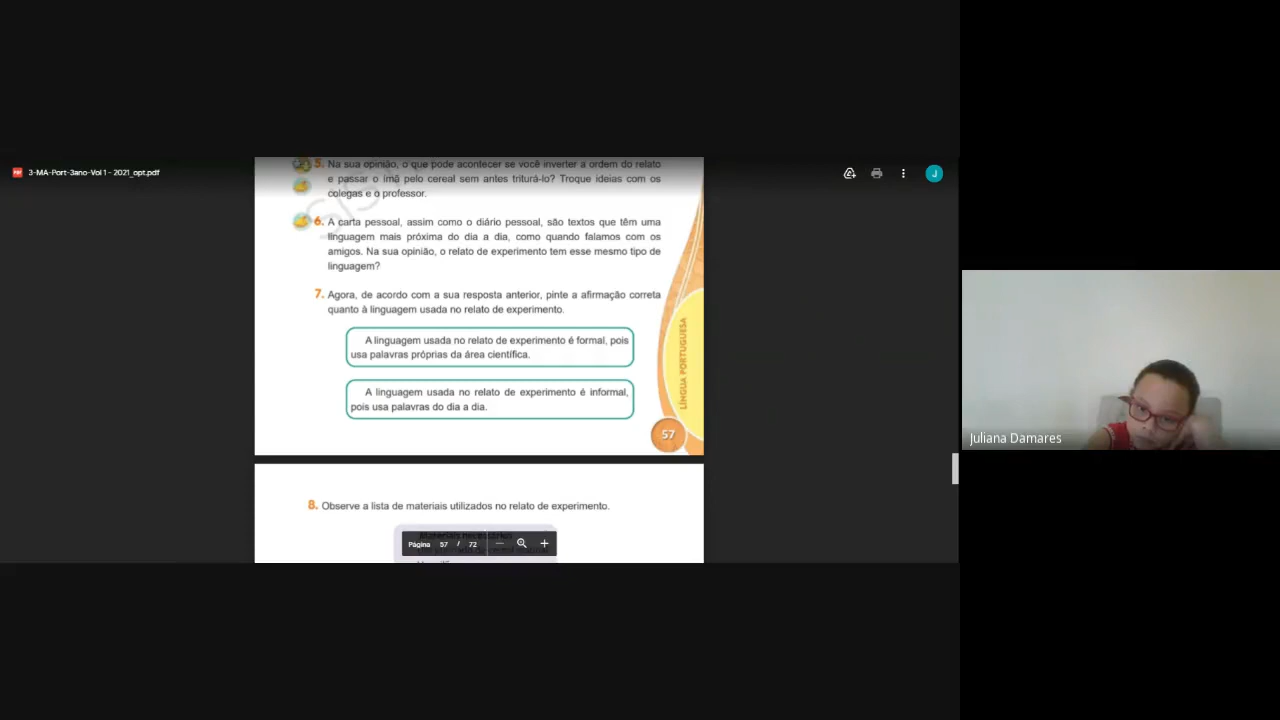 3-MA-Port-3ano-Vol 1 - 2021_opt.pdf
J
5. Na sua opinião, o que pode acontecer se você inverter a ordem do relato
e passar o ímã pelo cereal sem antes triturá-lo? Troque ideias com os
colegas e o professor.
6. A carta pessoal, assim como o diário pessoal, são textos que têm uma
linguagem mais próxima do dia a dia, como quando falamos com os
amigos. Na sua opinião, o relato de experimento tem esse mesmo tipo de
linguagem?
7. Agora, de acordo com a sua resposta anterior, pinte a afirmação correta
quanto à linguagem usada no relato de experimento.
A linguagem usada no relato de experimento é formal, pois
usa palavras próprias da área científica.
A linguagem usada no relato de experimento é informal,
pois usa palavras do dia a dia.
LÍNGUA PORTUGUESA
57
8. Observe a lista de materiais utilizados no relato de experimento.
Página 57 / 72
Juliana Damares